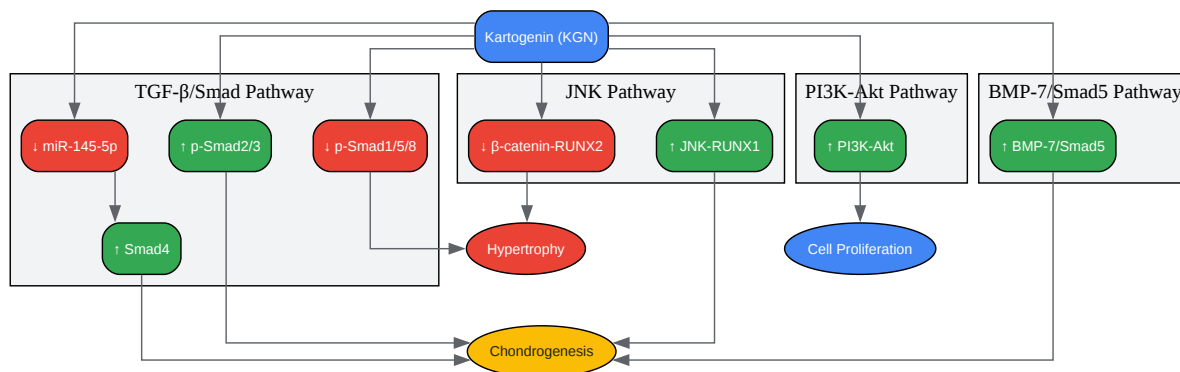 Kartogenin (KGN)
TGF-β/Smad Pathway
JNK Pathway
PI3K-Akt Pathway
BMP-7/Smad5 Pathway
↓ miR-145-5p
↑ p-Smad2/3
↓ p-Smad1/5/8
↓ β-catenin-RUNX2
↑ JNK-RUNX1
↑ PI3K-Akt
↑ BMP-7/Smad5
↑ Smad4
Hypertrophy
Cell Proliferation
Chondrogenesis